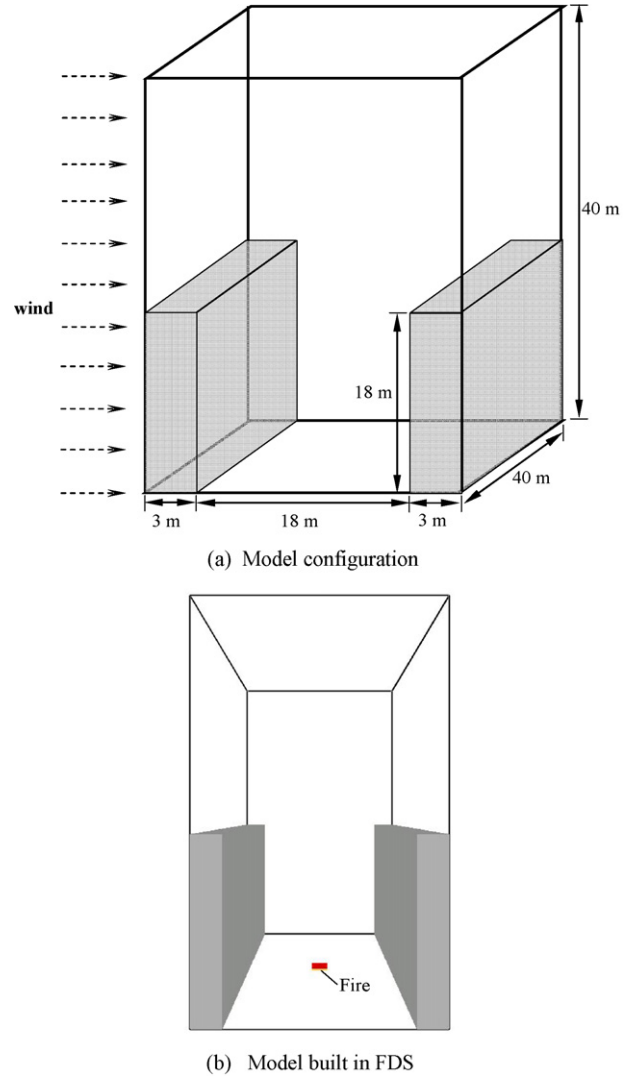 40 m
wind
18 m
40 m
3 m
18 m
3 m
(a) Model configuration
Fire
(b) Model built in FDS